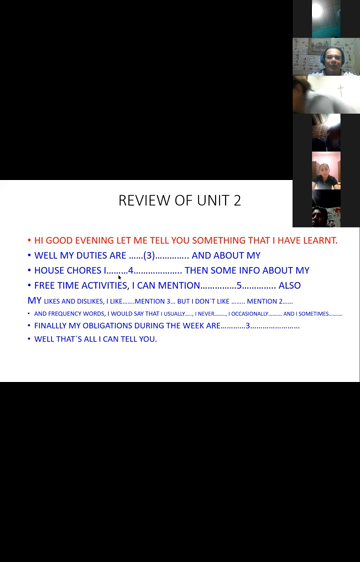 REVIEW OF UNIT 2
• HI GOOD EVENING LET ME TELL YOU SOMETHING THAT I HAVE LEARNT.
• WELL MY DUTIES ARE ......(3)............. AND ABOUT MY
• HOUSE CHORES I.........4.................. THEN SOME INFO ABOUT MY
• FREE TIME ACTIVITIES, I CAN MENTION...............5............. ALSO
MY LIKES AND DISLIKES, I LIKE......MENTION 3... BUT I DON´T LIKE ....... MENTION 2......
• AND FREQUENCY WORDS, I WOULD SAY THAT I USUALLY....., I NEVER........, I OCCASIONALLY......... AND I SOMETIMES.........
• FINALLLY MY OBLIGATIONS DURING THE WEEK ARE............3........................
• WELL THAT´S ALL I CAN TELL YOU.